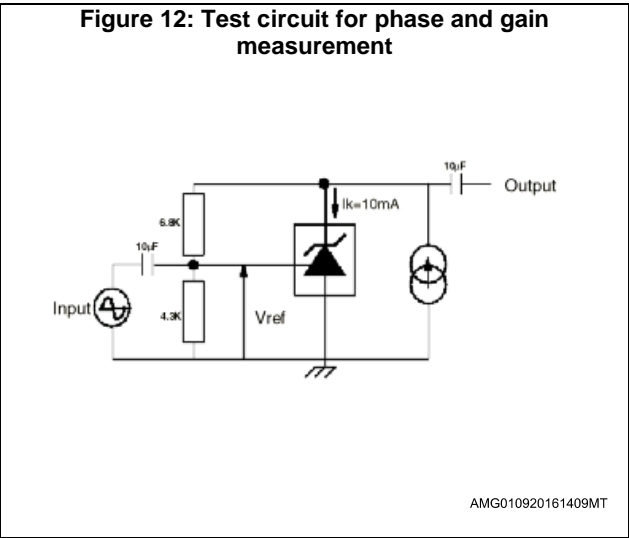 Figure 12: Test circuit for phase and gain
measurement
10µF
Output
Ik=10mA
6.8K
10µF
Input
4.3K
Vref
AMG010920161409MT